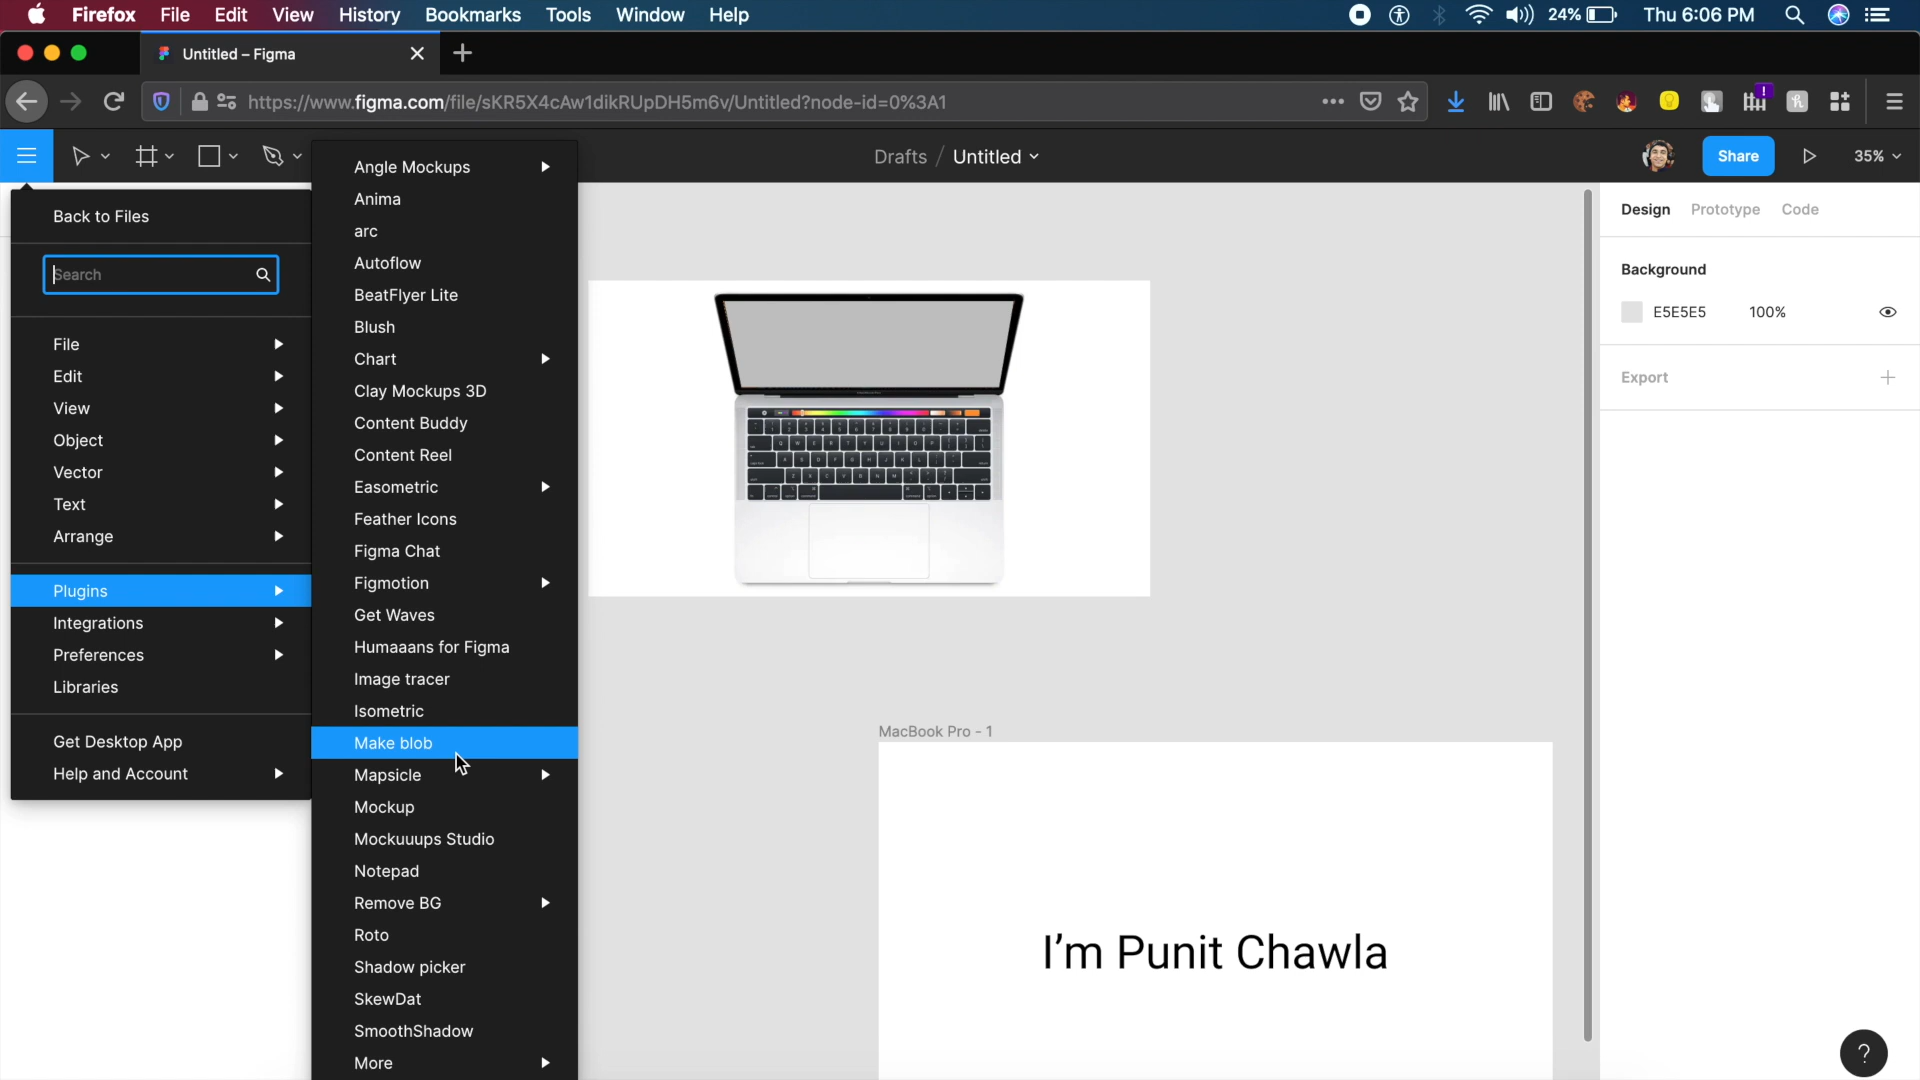 Firefox File Edit View History Bookmarks Tools Window Help 24% Thu 6:06 PM
Untitled – Figma
https://www.figma.com/file/sKR5X4cAw1dikRUpDH5m6v/Untitled?node-id=0%3A1
Drafts / Untitled Share 35%
Back to Files
Search
File
Edit
View
Object
Vector
Text
Arrange
Plugins
Integrations
Preferences
Libraries
Get Desktop App
Help and Account
Angle Mockups
Anima
arc
Autoflow
BeatFlyer Lite
Blush
Chart
Clay Mockups 3D
Content Buddy
Content Reel
Easometric
Feather Icons
Figma Chat
Figmotion
Get Waves
Humaaans for Figma
Image tracer
Isometric
Make blob
Mapsicle
Mockup
Mockuuups Studio
Notepad
Remove BG
Roto
Shadow picker
SkewDat
SmoothShadow
More
MacBook Pro - 1
I’m Punit Chawla
Design Prototype Code
Background
E5E5E5 100%
Export
?